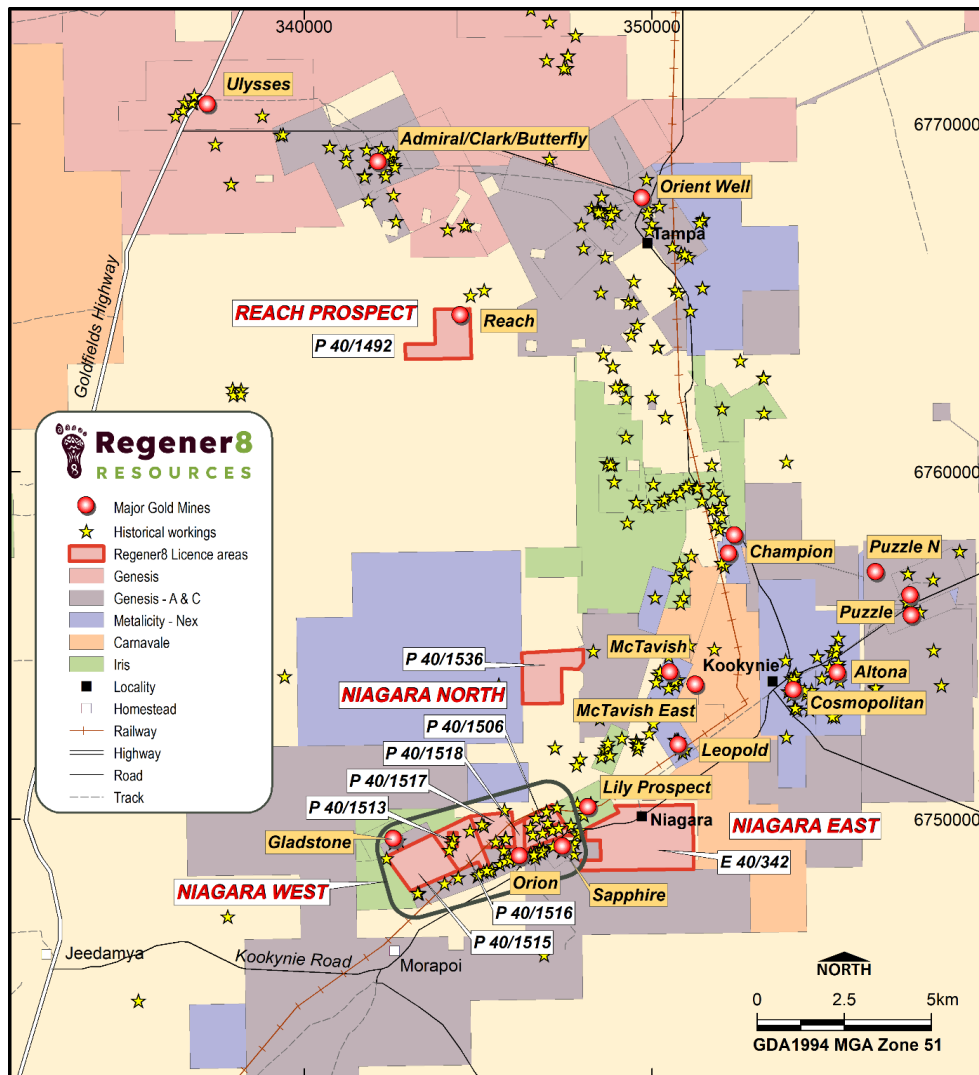 340000
350000
Ulysses
Admiral/Clark/Butterfly
6770000
Orient Well
Tampa
Goldfields Highway
REACH PROSPECT
Reach
P 40/1492
Regener8
RESOURCES
Major Gold Mines
Historical workings
Regener8 Licence areas
Genesis
Genesis - A & C
Metalicity - Nex
Carnavale
Iris
Locality
Homestead
Railway
Highway
Road
Track
6760000
Champion
Puzzle N
Puzzle
P 40/1536
McTavish
Kookynie
Altona
NIAGARA NORTH
McTavish East
Cosmopolitan
P 40/1506
P 40/1518
Leopold
P 40/1517
P 40/1513
Lily Prospect
Niagara
NIAGARA EAST
6750000
Gladstone
E 40/342
NIAGARA WEST
Orion
Sapphire
P 40/1516
P 40/1515
Jeedamya
Kookynie Road
Morapoi
NORTH
0 2.5 5km
GDA1994 MGA Zone 51